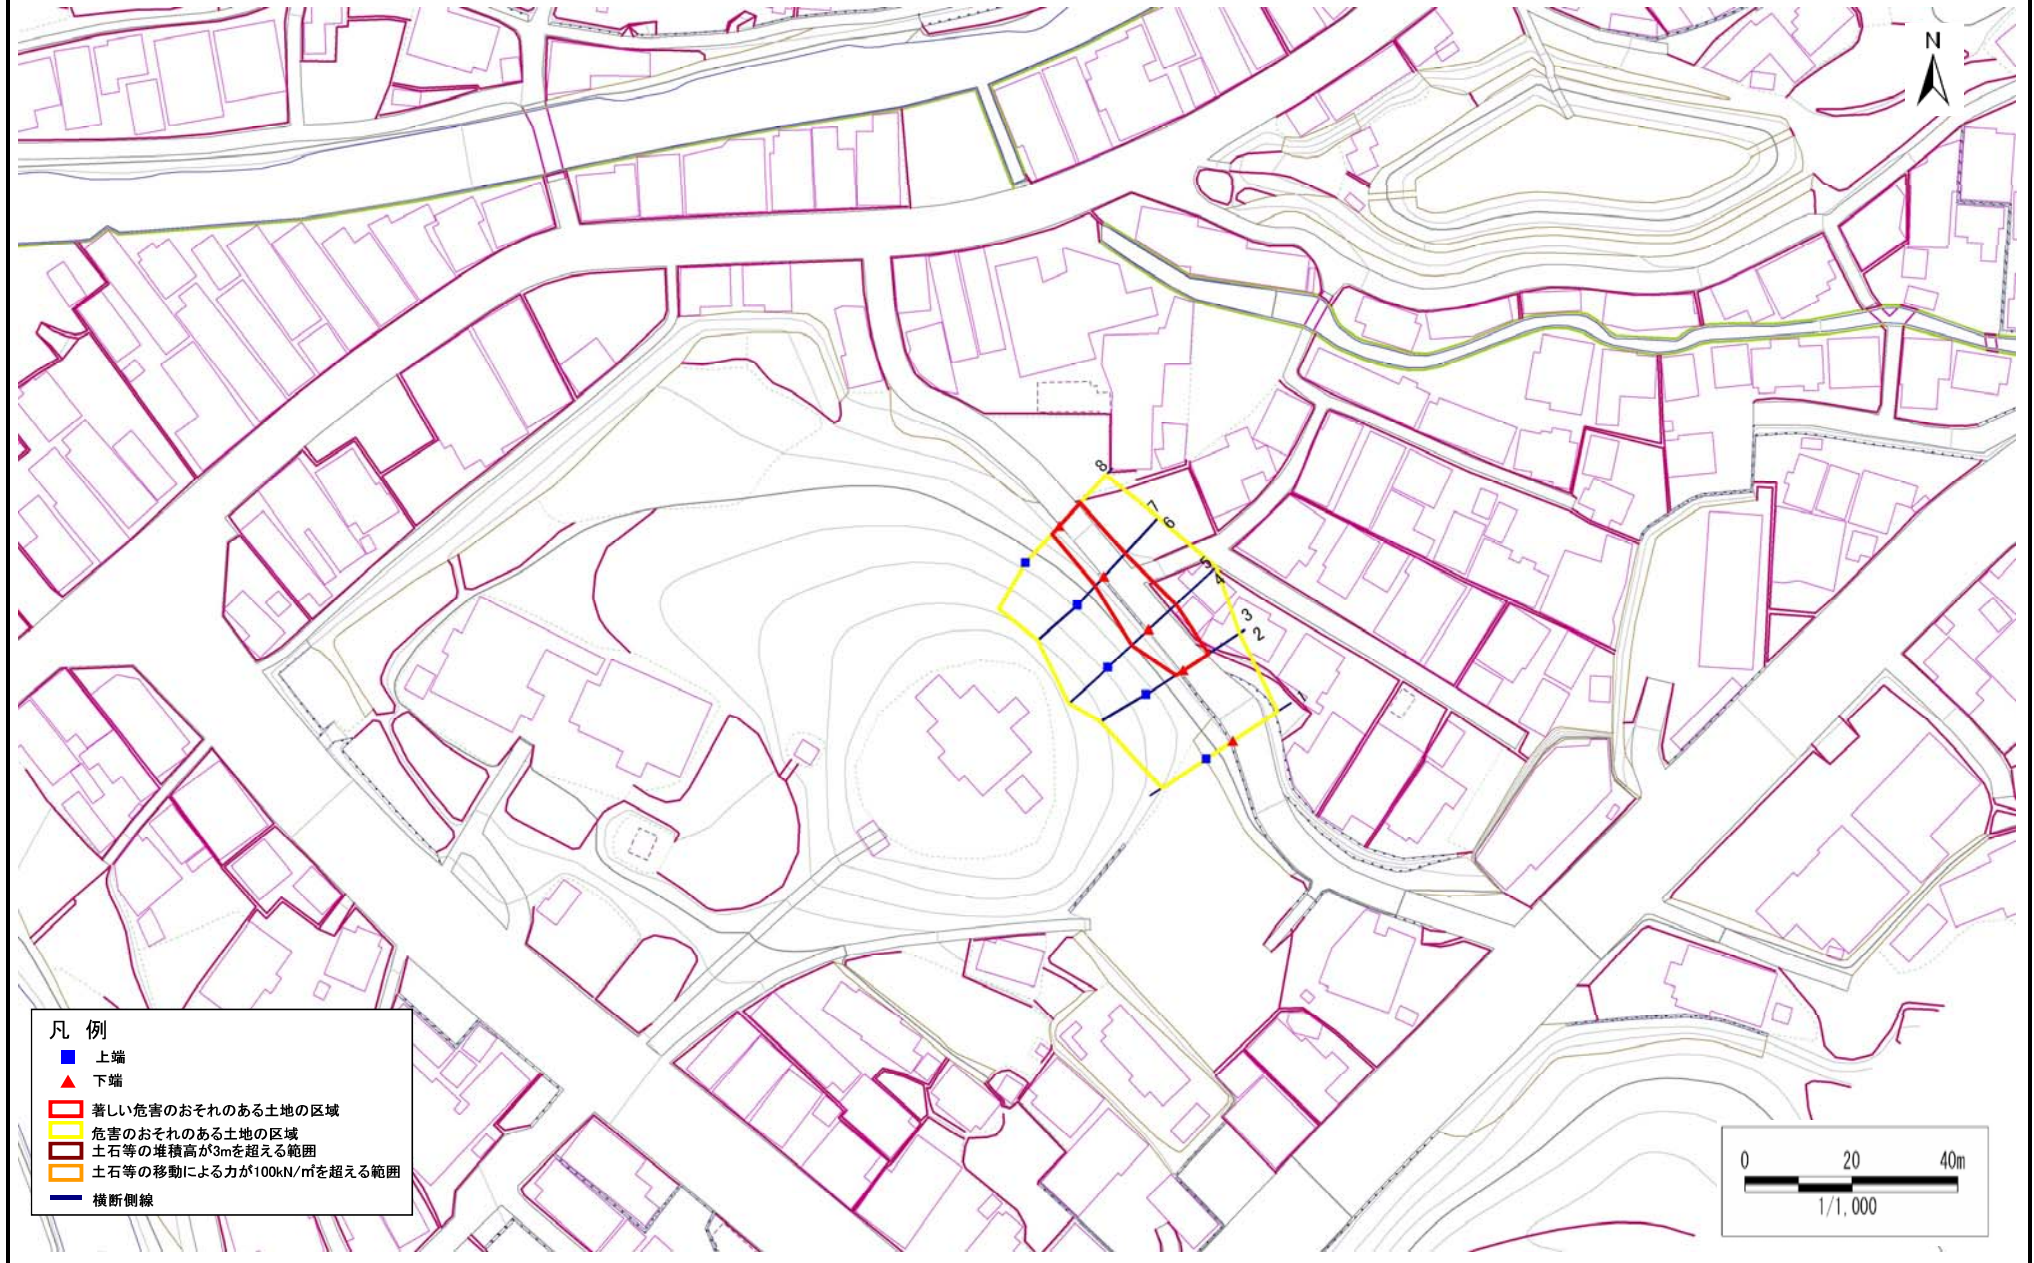 N
8
7
6
5
4
3
2
1
凡 例
上端
下端
著しい危害のおそれのある土地の区域
危害のおそれのある土地の区域
土石等の堆積高が3mを超える範囲
土石等の移動による力が100kN/㎡を超える範囲
横断側線
0 20 40m
1/1,000